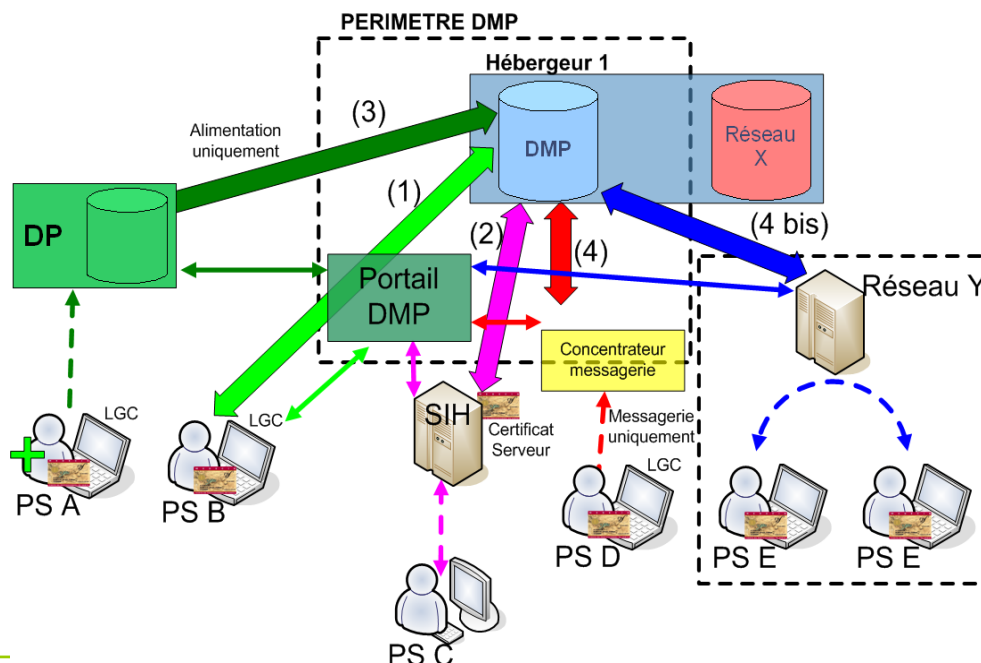 PERIMETRE DMP
Hébergeur 1
(3)
Alimentation
uniquement
DMP
Réseau
X
(1)
DP
(2)
(4)
(4 bis)
Portail
DMP
Réseau Y
Concentrateur
messagerie
LGC
LGC
SIH
Certificat
Serveur
Messagerie
uniquement
LGC
PS A
PS B
PS D
PS E
PS E
PS C